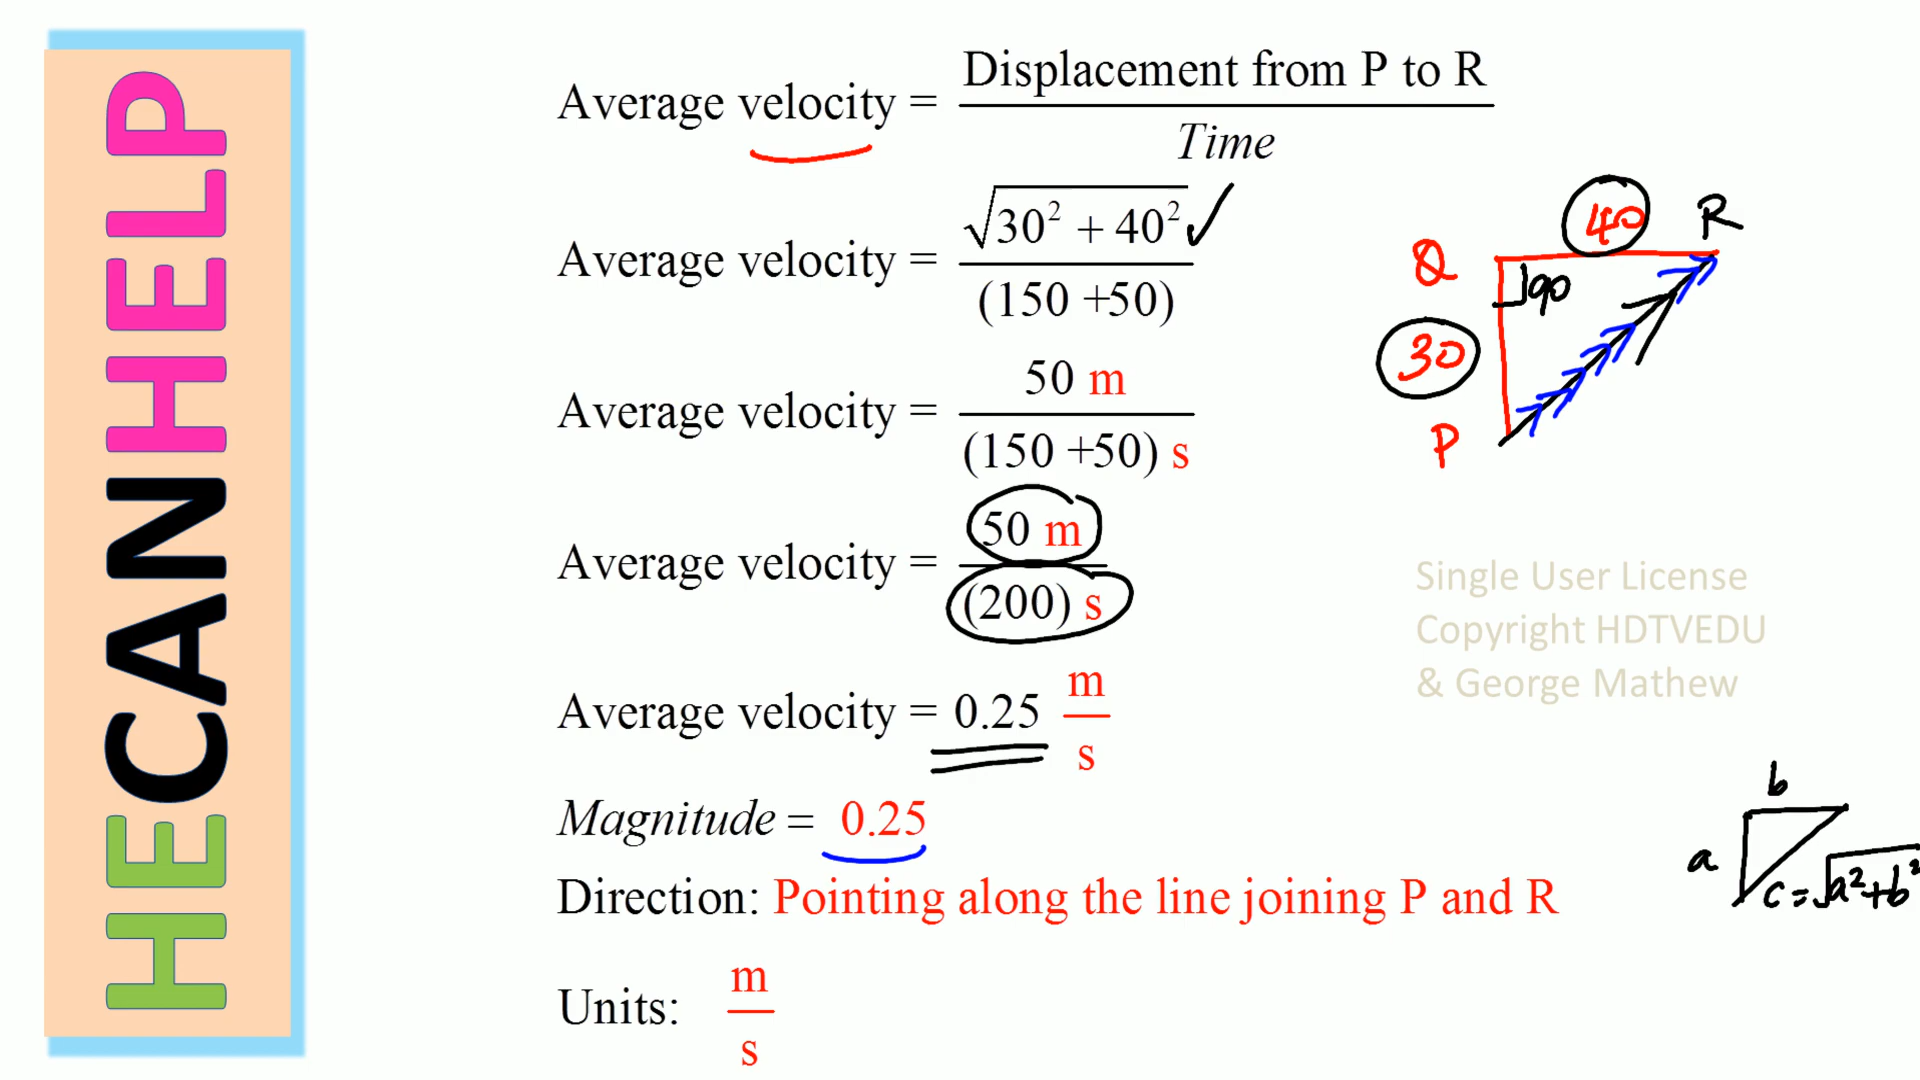 HECANHELP
Average velocity = Displacement from P to R / Time
Average velocity = √30² + 40² / (150 +50)
Average velocity = 50 m / (150 +50) s
Average velocity = 50 m / (200) s
Average velocity = 0.25 m / s
Magnitude = 0.25
Direction: Pointing along the line joining P and R
Units: m / s
40
R
Q
90
30
P
Single User License
Copyright HDTVEDU
& George Mathew
b
a
c=√a²+b²